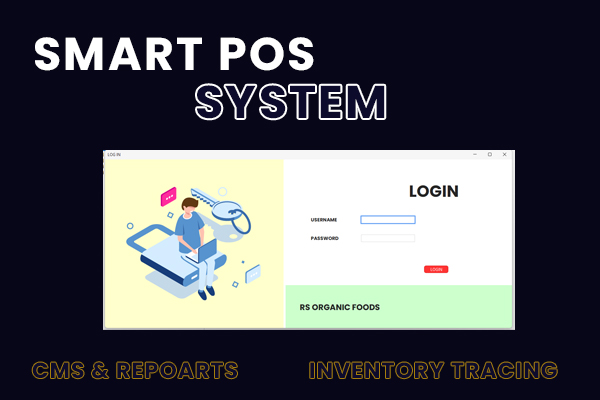 SMART POS
SYSTEM
LOG IN
LOGIN
USERNAME
PASSWORD
LOGIN
RS ORGANIC FOODS
CMS & REPOARTS
INVENTORY TRACING